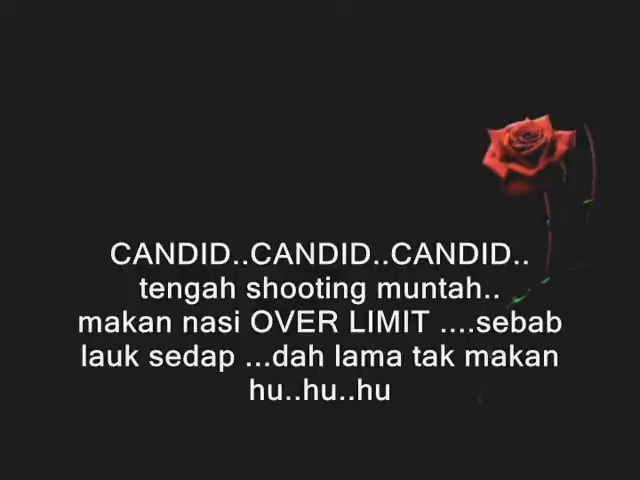 CANDID..CANDID..CANDID..
tengah shooting muntah..
makan nasi OVER LIMIT ....sebab
lauk sedap ...dah lama tak makan
hu..hu..hu